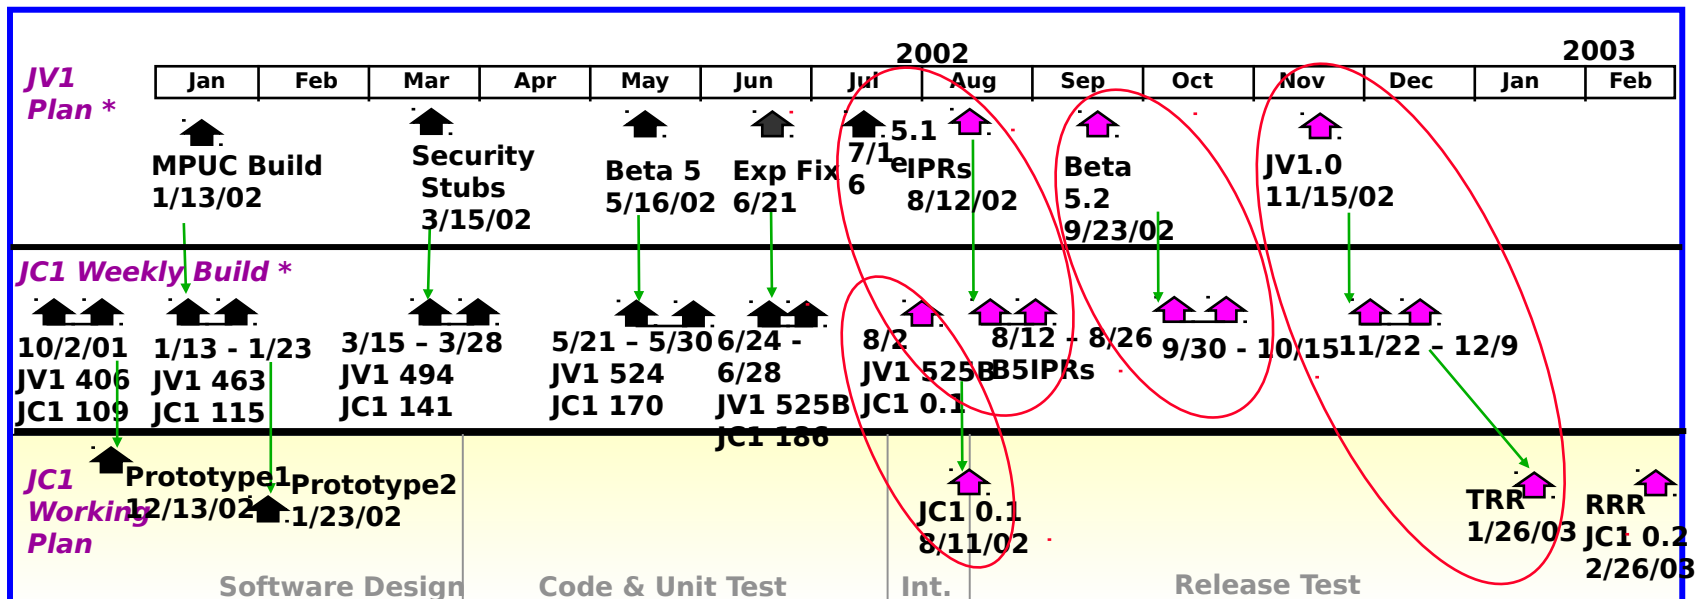 2002
2003
JV1
Plan *
Jan
Feb
Mar
Apr
May
Jun
Jul
Aug
Sep
Oct
Nov
Dec
Jan
Feb
MPUC Build
1/13/02
Security
Stubs
3/15/02
Beta 5
5/16/02
Exp Fix
6/21
7/1
6
5.1
e
IPRs
8/12/02
Beta
5.2
9/23/02
JV1.0
11/15/02
JC1 Weekly Build *
10/2/01
JV1 406
JC1 109
1/13 - 1/23
JV1 463
JC1 115
3/15 – 3/28
JV1 494
JC1 141
5/21 – 5/30
JV1 524
JC1 170
6/24 -
6/28
JV1 525B
JC1 186
8/2
JV1 525B
JC1 0.1
8/12 – 8/26
B5IPRs
9/30 - 10/15
11/22 – 12/9
JC1
Working
Plan
Prototype1
12/13/02
Prototype2
1/23/02
JC1 0.1
8/11/02
TRR
1/26/03
RRR
JC1 0.2
2/26/03
Software Design
Code & Unit Test
Int.
Release Test